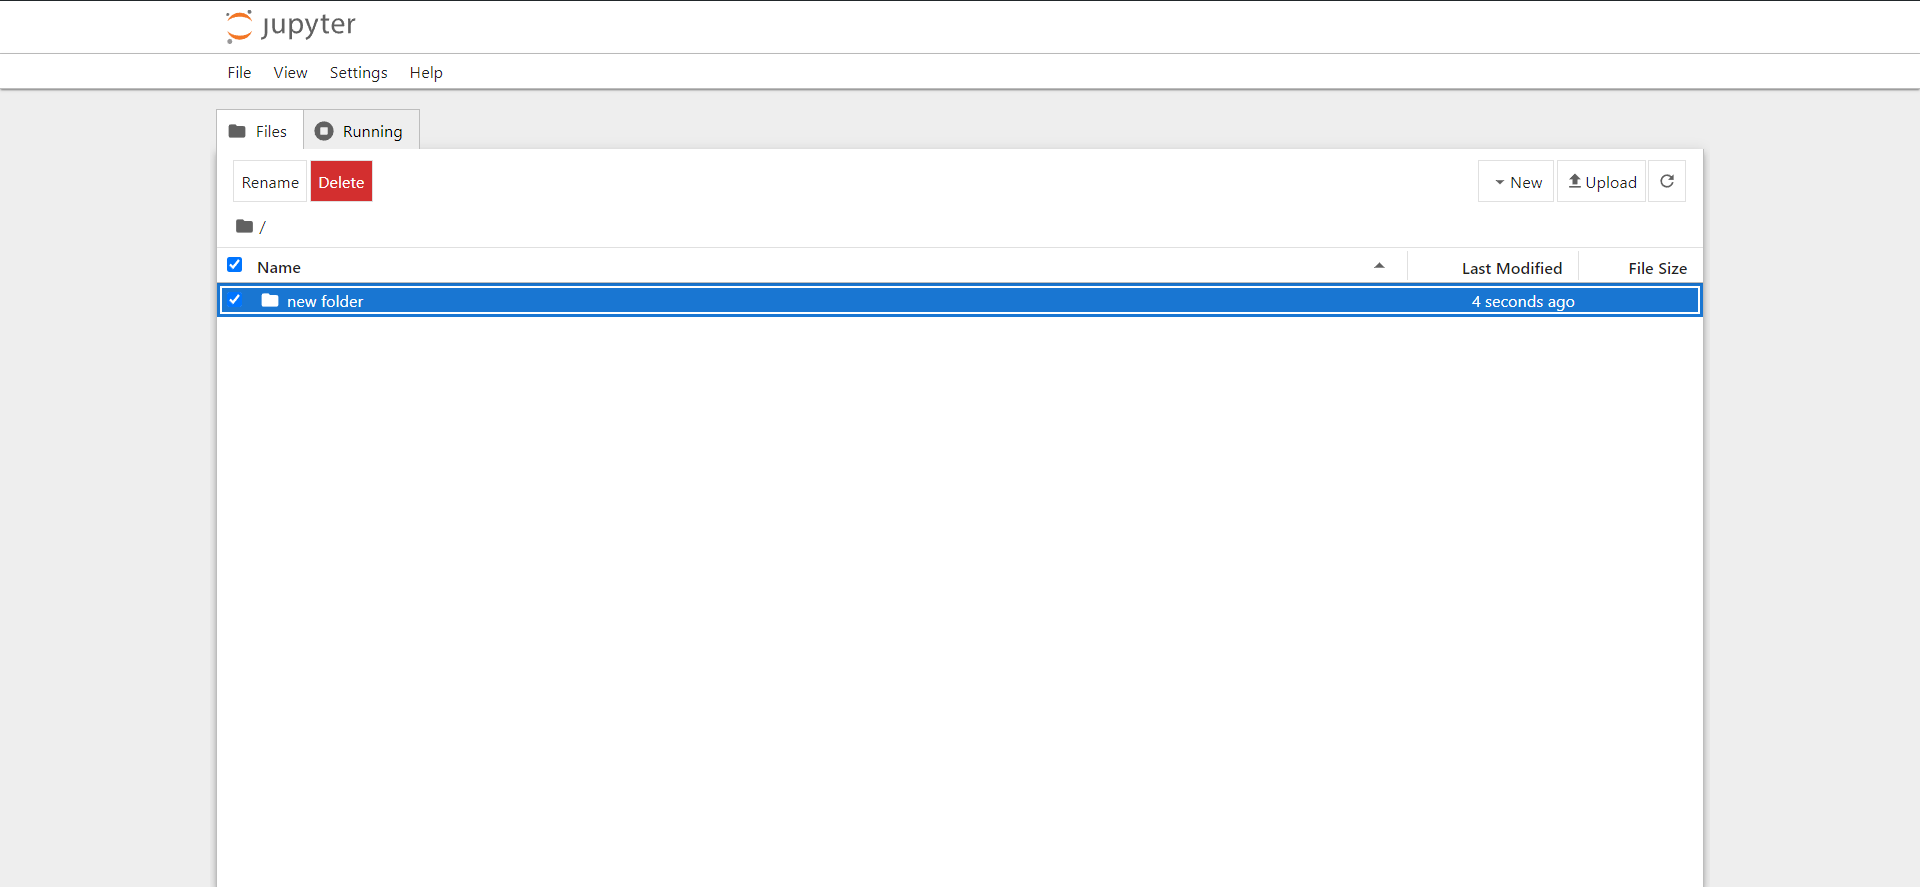 jupyter
File View Settings Help
Files Running
Rename Delete New Upload
/
Name Last Modified File Size
new folder 4 seconds ago